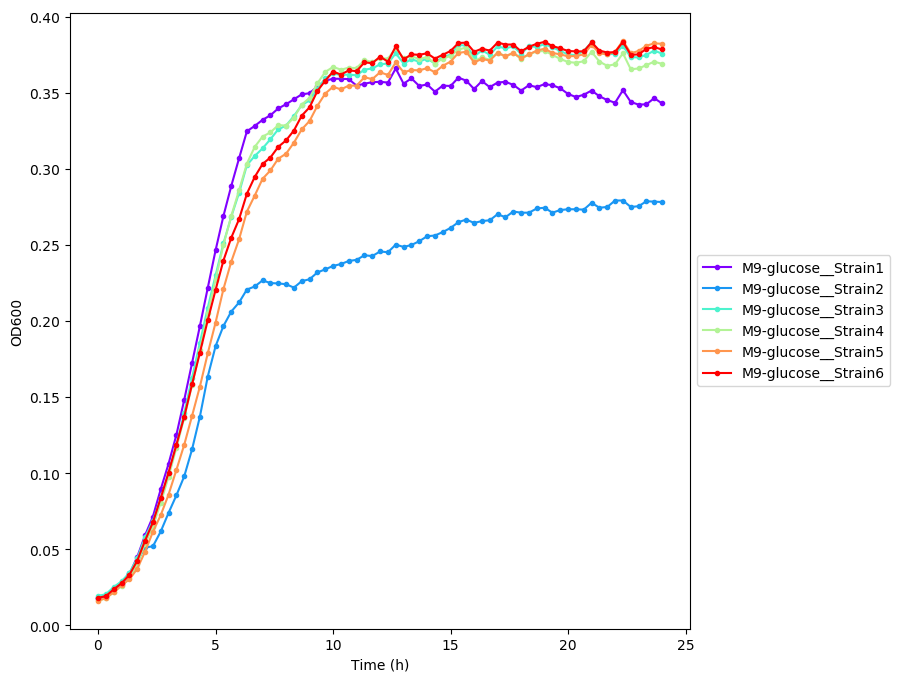 0.40
0.35
0.30
0.25
0.20
0.15
0.10
0.05
0.00
OD600
0
5
10
15
20
25
Time (h)
M9-glucose__Strain1
M9-glucose__Strain2
M9-glucose__Strain3
M9-glucose__Strain4
M9-glucose__Strain5
M9-glucose__Strain6